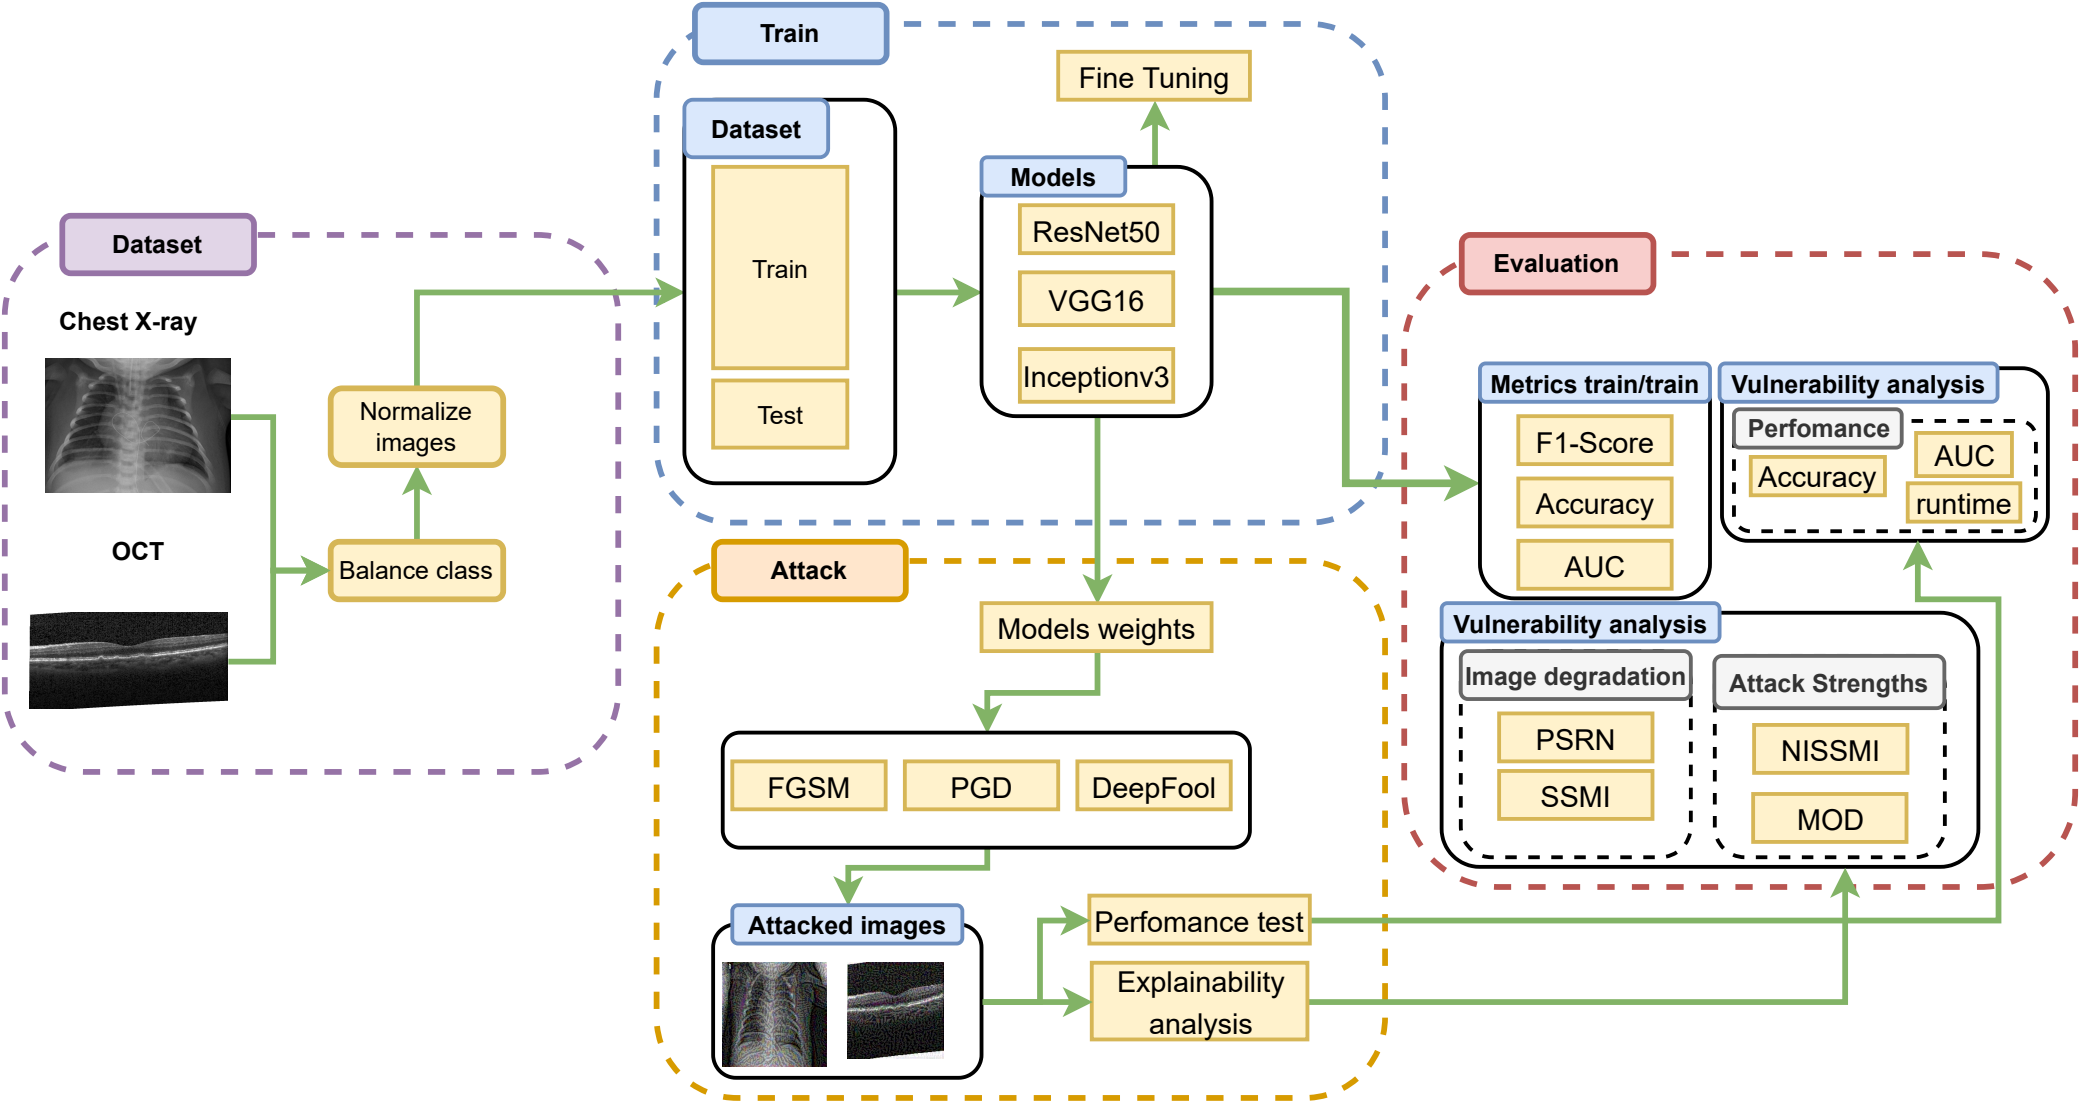 Dataset
Chest X-ray
OCT
Normalize
images
Balance class
Train
Dataset
Train
Test
Fine Tuning
Models
ResNet50
VGG16
Inceptionv3
Attack
Models weights
FGSM
PGD
DeepFool
Attacked images
Perfomance test
Explainability
analysis
Evaluation
Metrics train/train
F1-Score
Accuracy
AUC
Vulnerability analysis
Perfomance
Accuracy
AUC
runtime
Vulnerability analysis
Image degradation
PSRN
SSMI
Attack Strengths
NISSMI
MOD